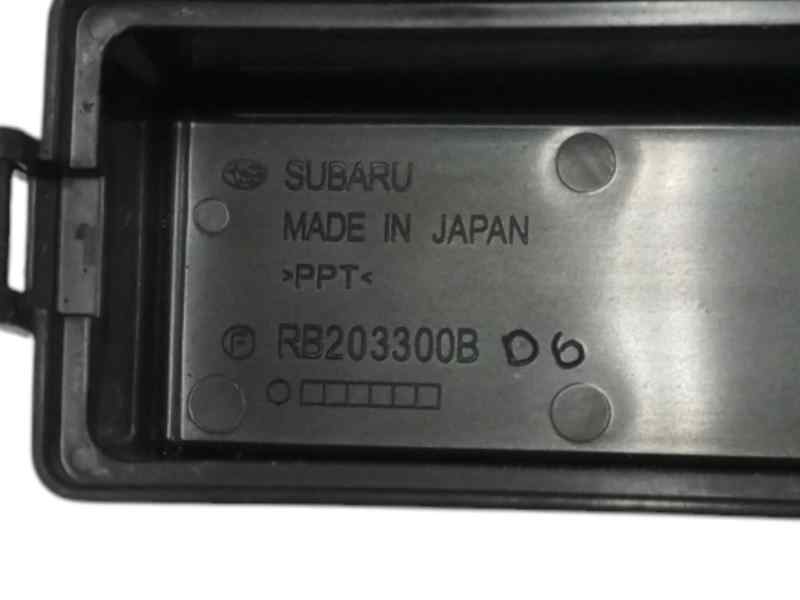 SUBARU
MADE IN JAPAN
>PPT<
F RB203300B D6